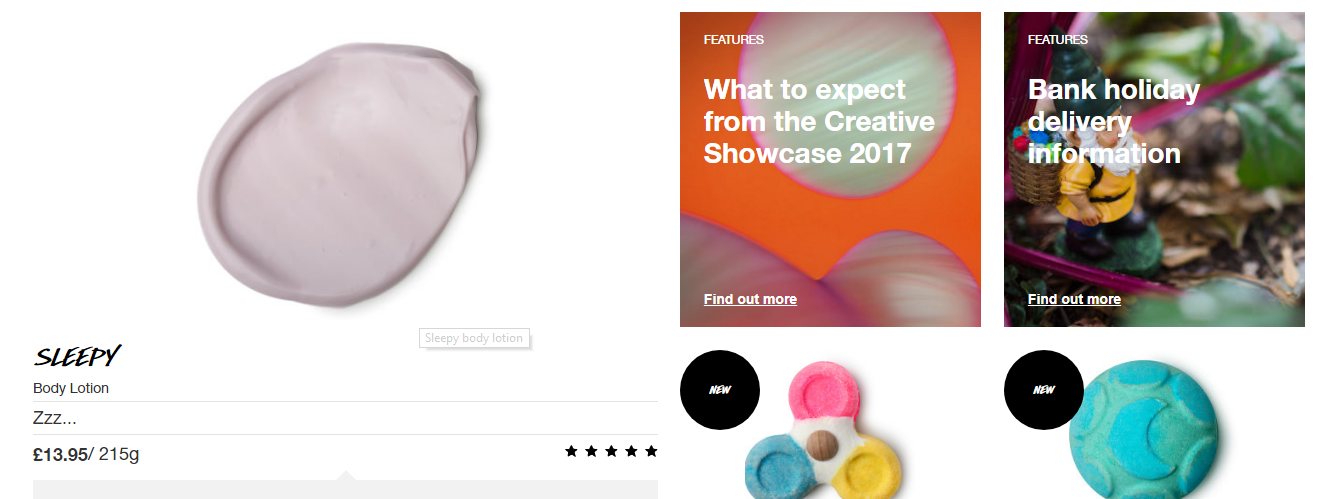 FEATURES
What to expect
from the Creative
Showcase 2017
Find out more
FEATURES
Bank holiday
delivery
information
Find out more
Sleepy body lotion
SLEEPY
Body Lotion
Zzz...
£13.95/ 215g
NEW
NEW